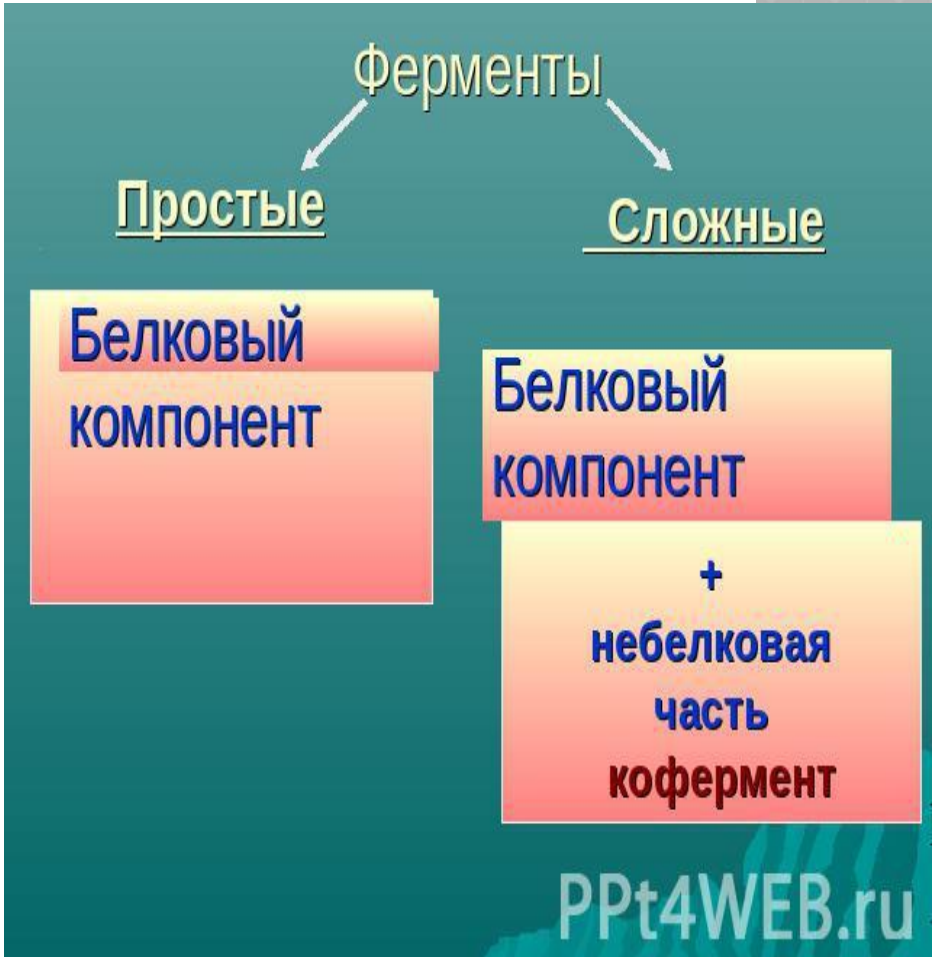 Ферменты
Простые
Сложные
Белковый
компонент
Белковый
компонент
+
небелковая
часть
кофермент
PPt4WEB.ru